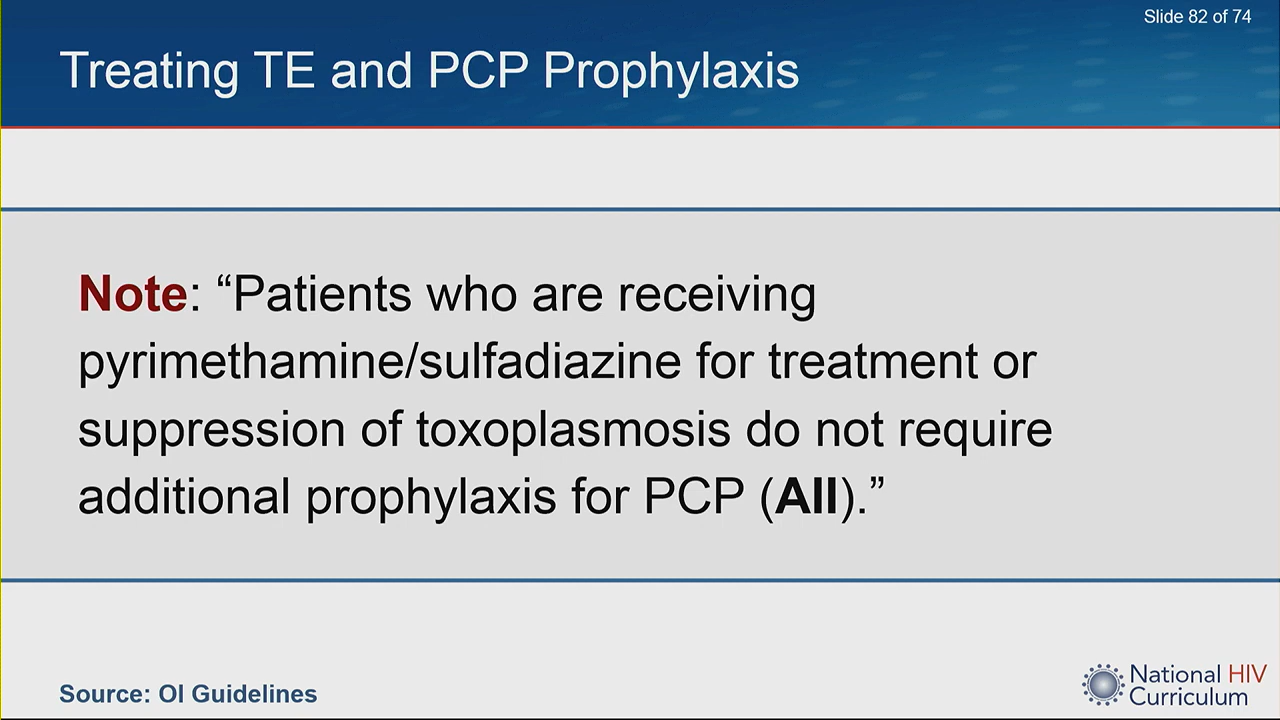 Slide 82 of 74
Treating TE and PCP Prophylaxis
Note: “Patients who are receiving
pyrimethamine/sulfadiazine for treatment or
suppression of toxoplasmosis do not require
additional prophylaxis for PCP (AII).”
Source: OI Guidelines
National HIV
Curriculum